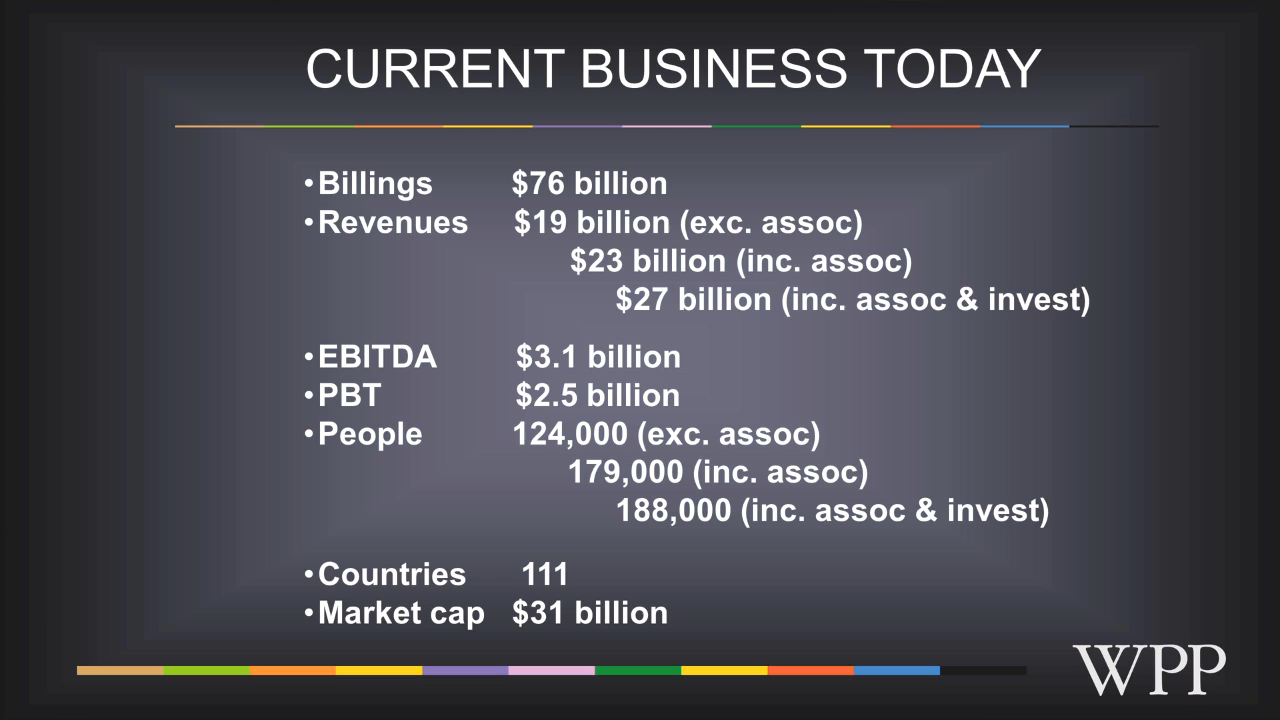 CURRENT BUSINESS TODAY
•Billings $76 billion
•Revenues $19 billion (exc. assoc)
$23 billion (inc. assoc)
$27 billion (inc. assoc & invest)
•EBITDA $3.1 billion
•PBT $2.5 billion
•People 124,000 (exc. assoc)
179,000 (inc. assoc)
188,000 (inc. assoc & invest)
•Countries 111
•Market cap $31 billion
WPP